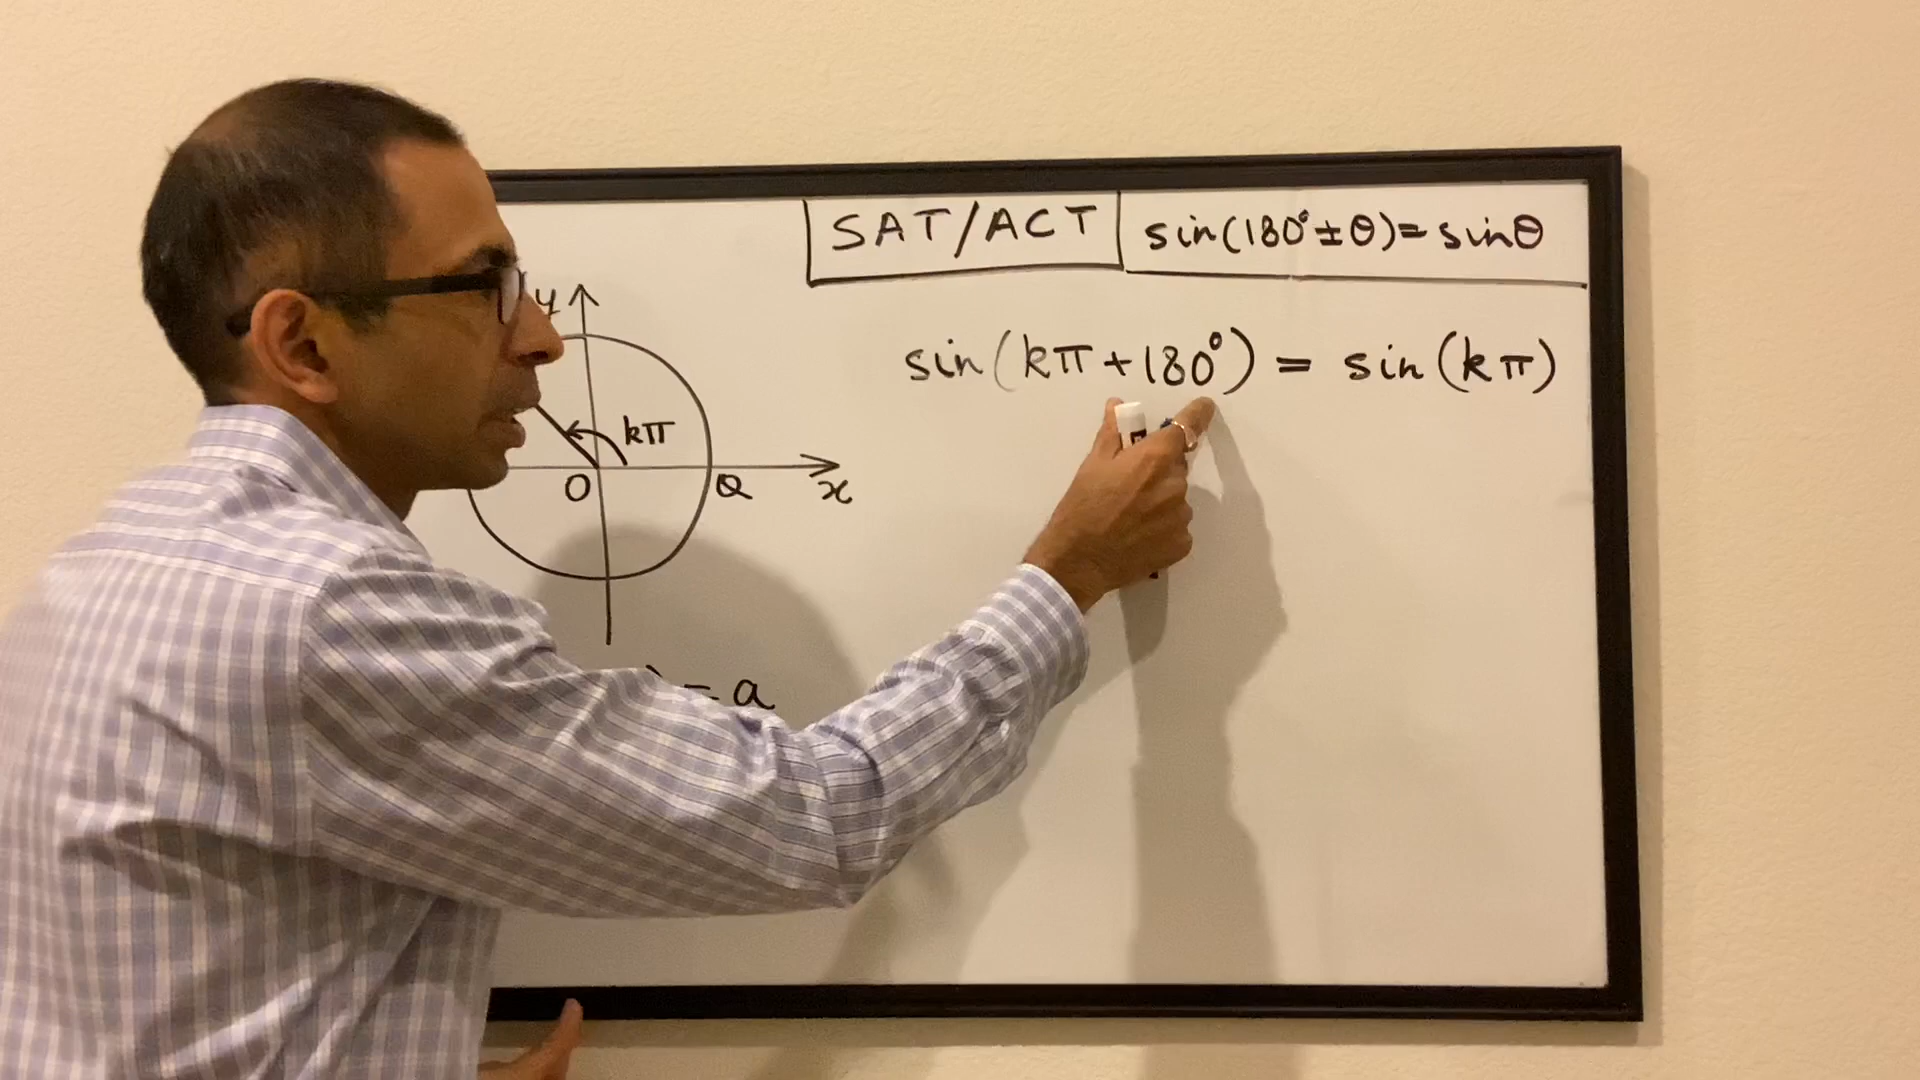 SAT/ACT
sin(180°±θ)=sinθ
sin(kπ+180°) = sin(kπ)
y
kπ
O
Q
x
) = a